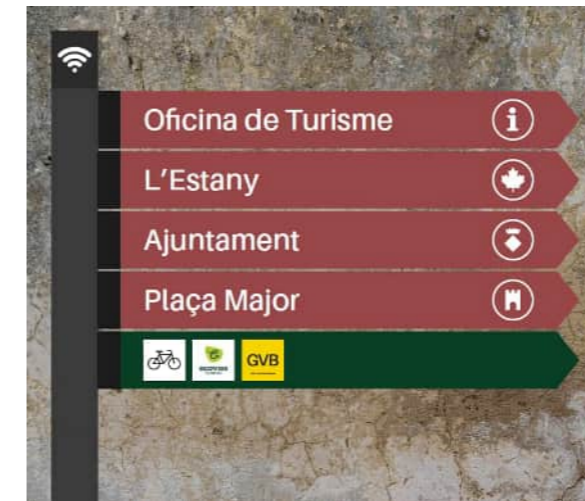 Oficina de Turisme
L'Estany
Ajuntament
Plaça Major
GVB